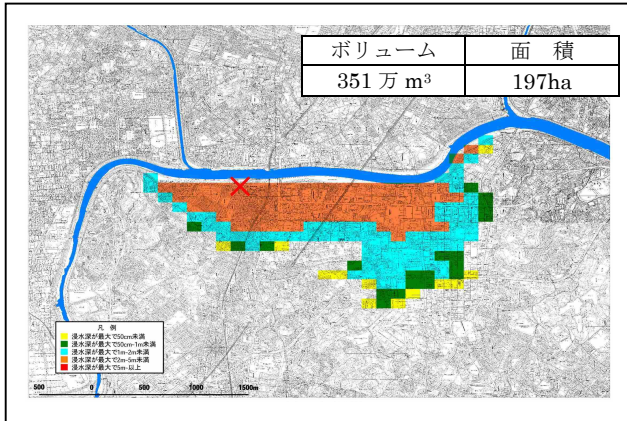 ボリューム 面 積
351 万 m³ 197ha
凡 例
浸水深が最大で50cm未満
浸水深が最大で50cm-1m未満
浸水深が最大で1m-2m未満
浸水深が最大で2m-5m未満
浸水深が最大で5m-以上
500 0 500 1000 1500m